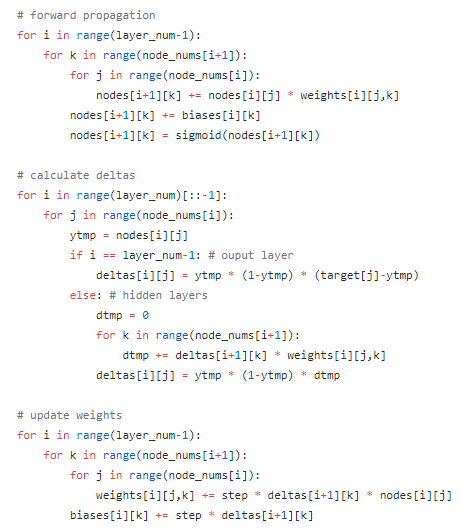 # forward propagation
for i in range(layer_num-1):
    for k in range(node_nums[i+1]):
        for j in range(node_nums[i]):
            nodes[i+1][k] += nodes[i][j] * weights[i][j,k]
        nodes[i+1][k] += biases[i][k]
        nodes[i+1][k] = sigmoid(nodes[i+1][k])

# calculate deltas
for i in range(layer_num)[::-1]:
    for j in range(node_nums[i]):
        ytmp = nodes[i][j]
        if i == layer_num-1: # ouput layer
            deltas[i][j] = ytmp * (1-ytmp) * (target[j]-ytmp)
        else: # hidden layers
            dtmp = 0
            for k in range(node_nums[i+1]):
                dtmp += deltas[i+1][k] * weights[i][j,k]
            deltas[i][j] = ytmp * (1-ytmp) * dtmp

# update weights
for i in range(layer_num-1):
    for k in range(node_nums[i+1]):
        for j in range(node_nums[i]):
            weights[i][j,k] += step * deltas[i+1][k] * nodes[i][j]
        biases[i][k] += step * deltas[i+1][k]